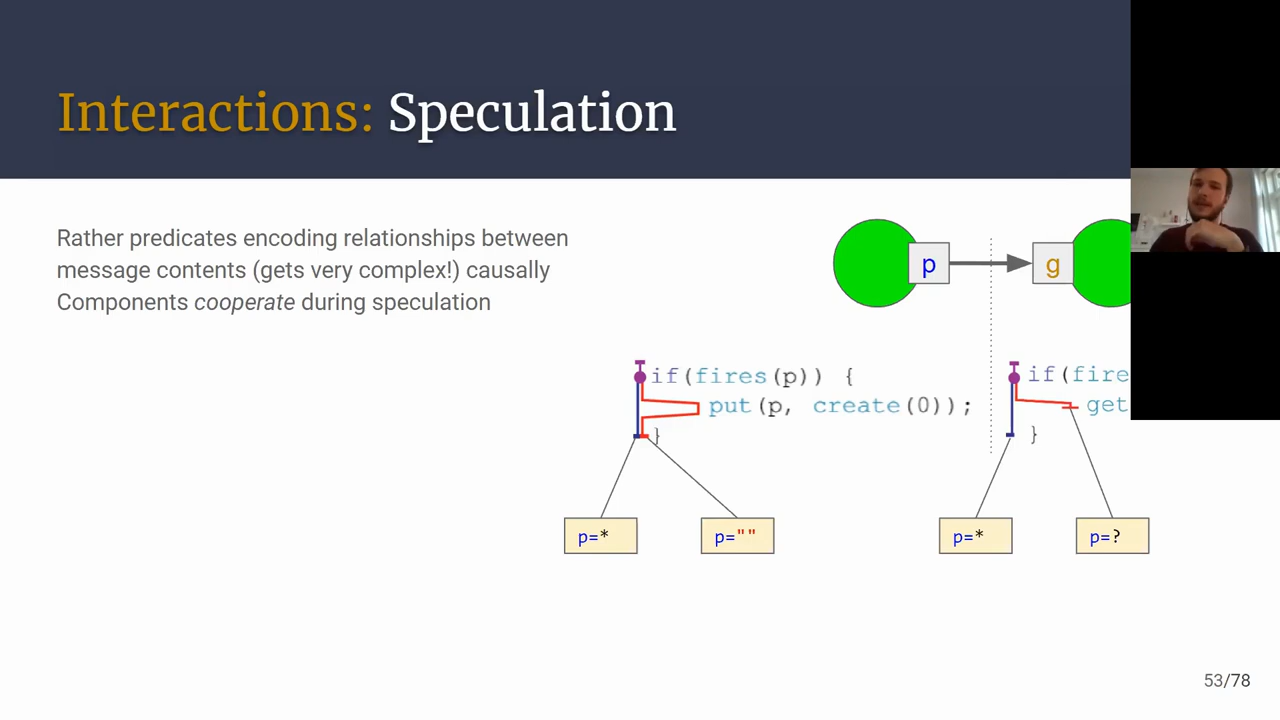 Interactions: Speculation
Rather predicates encoding relationships between
message contents (gets very complex!) causally
Components cooperate during speculation
p
g
if(fires(p)) {
put(p, create(0));
}
if(fire
get
}
p=*
p=""
p=*
p=?
53/78